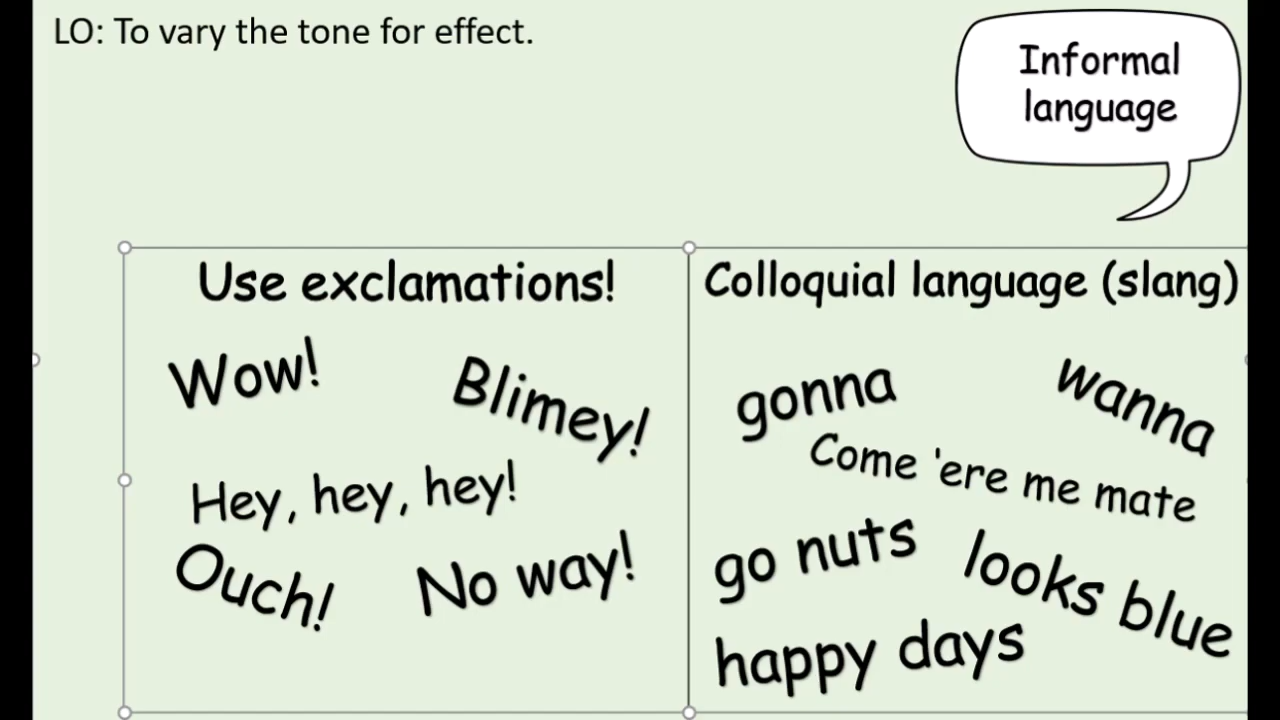 LO: To vary the tone for effect.
Informal
language
Use exclamations!
Wow!
Blimey!
Hey, hey, hey!
Ouch!
No way!
Colloquial language (slang)
gonna
wanna
Come 'ere me mate
go nuts
looks blue
happy days